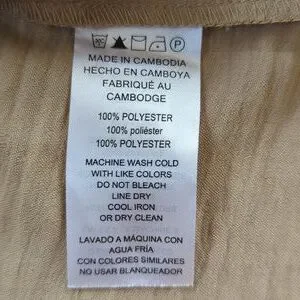 MADE IN CAMBODIA
HECHO EN CAMBOYA
FABRIQUÉ AU
CAMBODGE
100% POLYESTER
100% poliéster
100% POLYESTER
MACHINE WASH COLD
WITH LIKE COLORS
DO NOT BLEACH
LINE DRY
COOL IRON
OR DRY CLEAN
LAVADO A MÁQUINA CON
AGUA FRÍA
CON COLORES SIMILARES
NO USAR BLANQUEADOR